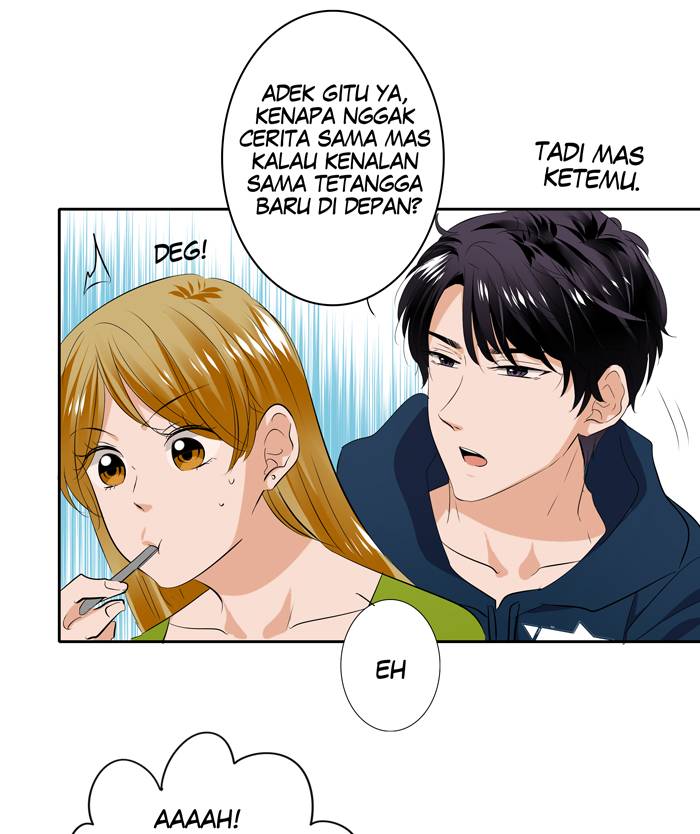 ADEK GITU YA,
KENAPA NGGAK
CERITA SAMA MAS
KALAU KENALAN
SAMA TETANGGA
BARU DI DEPAN?
TADI MAS
KETEMU.
DEG!
EH
AAAAH!